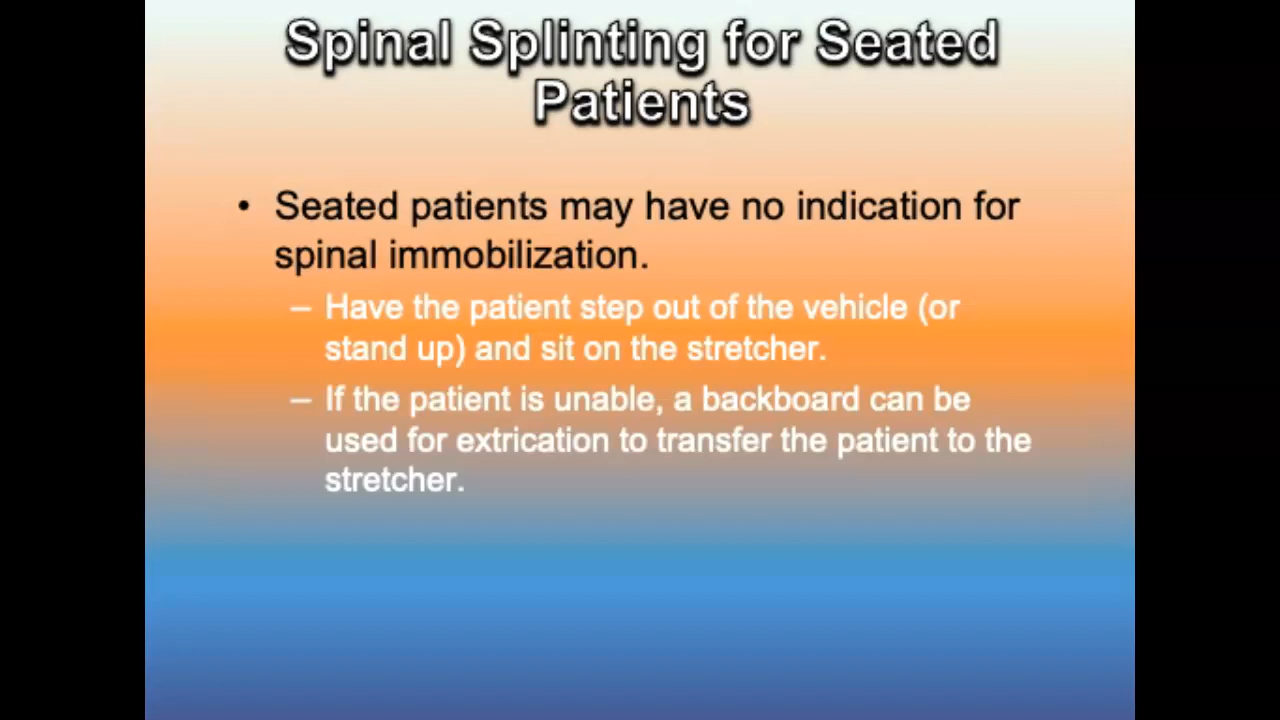 Spinal Splinting for Seated
Patients
• Seated patients may have no indication for
spinal immobilization.
– Have the patient step out of the vehicle (or
stand up) and sit on the stretcher.
– If the patient is unable, a backboard can be
used for extrication to transfer the patient to the
stretcher.